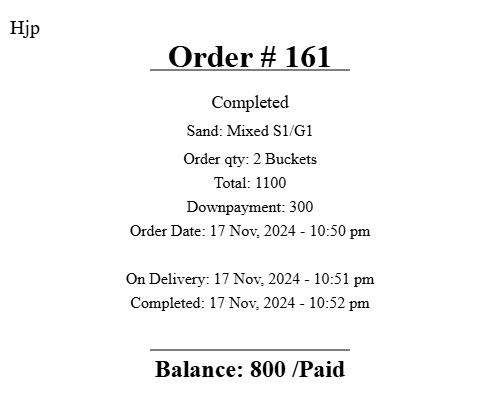 Hjp
Order # 161
Completed
Sand: Mixed S1/G1
Order qty: 2 Buckets
Total: 1100
Downpayment: 300
Order Date: 17 Nov, 2024 - 10:50 pm
On Delivery: 17 Nov, 2024 - 10:51 pm
Completed: 17 Nov, 2024 - 10:52 pm
Balance: 800 /Paid